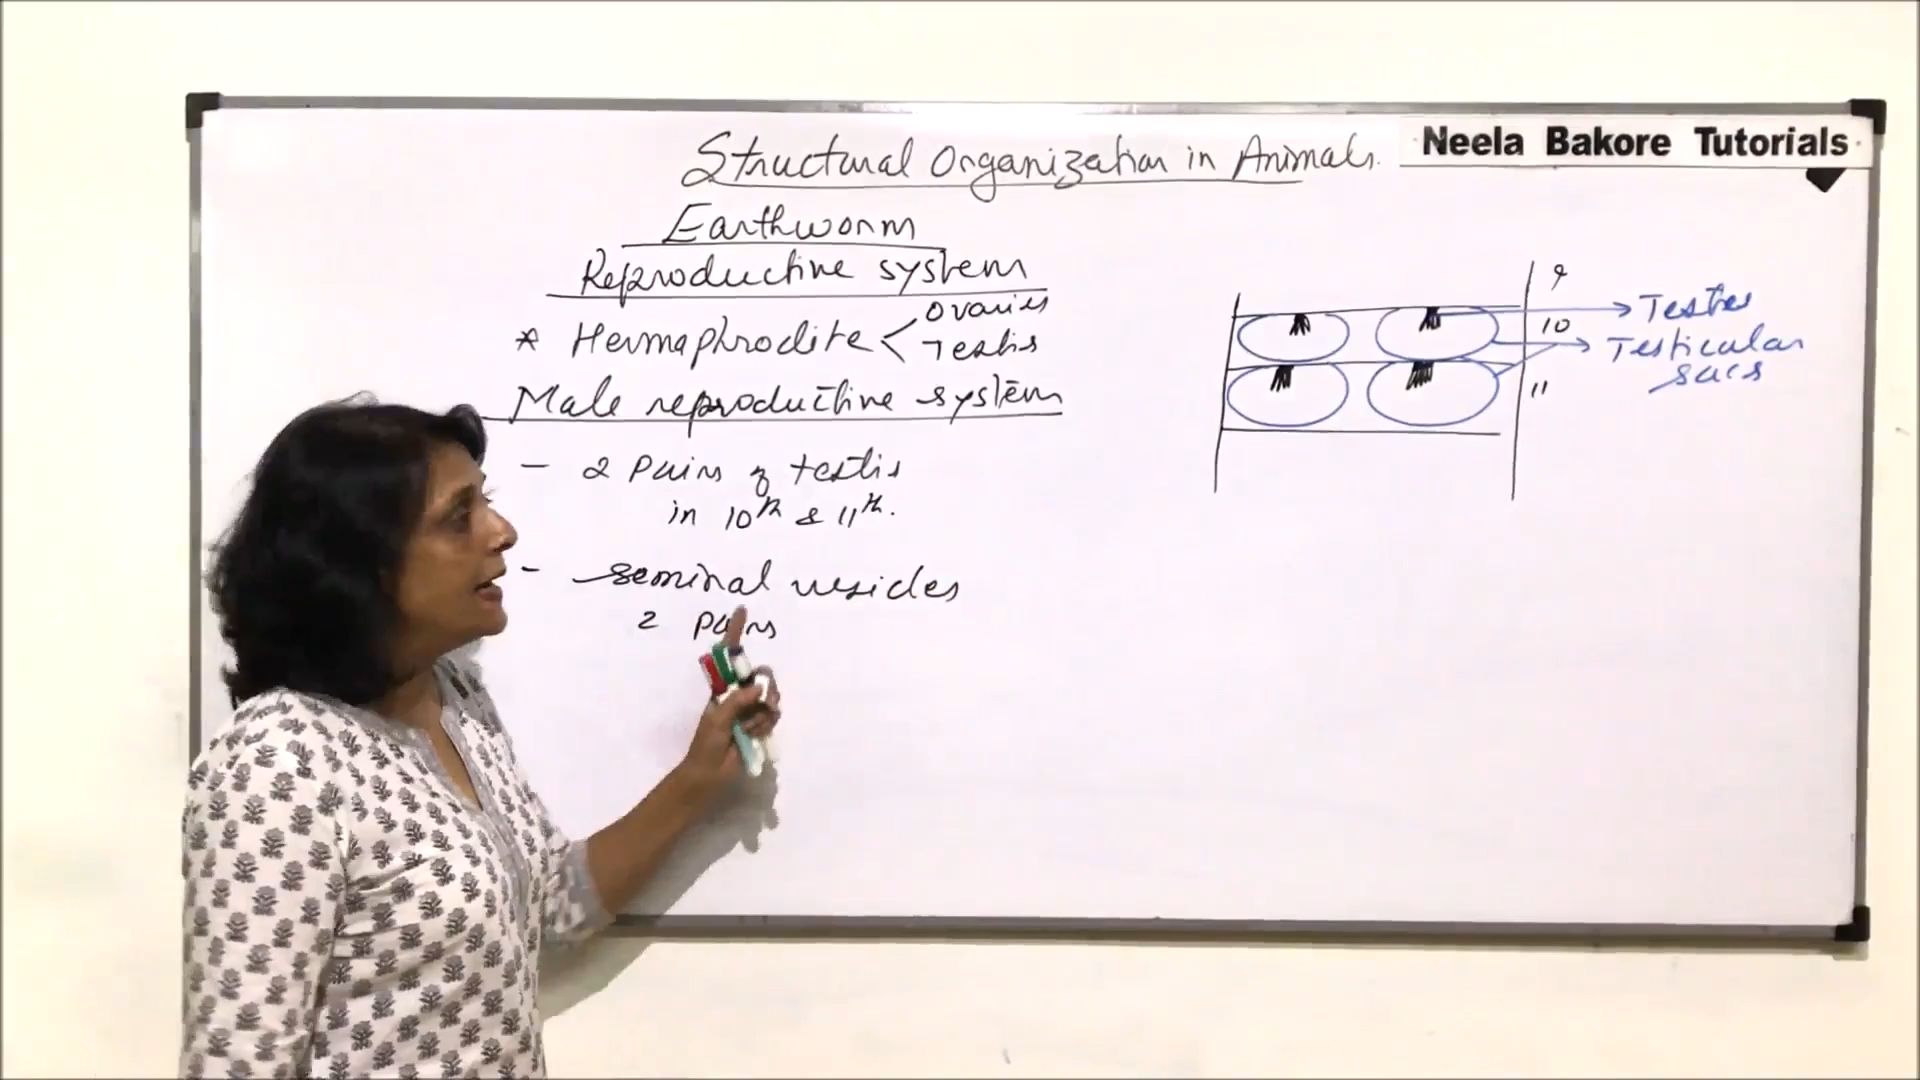 Structural Organization in Animals.
Neela Bakore Tutorials
Earthworm
Reproductive system
* Hermaphrodite < Ovaries
Testis
Male reproductive system
- 2 pairs of testis
in 10th & 11th.
- seminal vesicles
2 pairs
9
→ Testes
10
→ Testicular
sacs
11